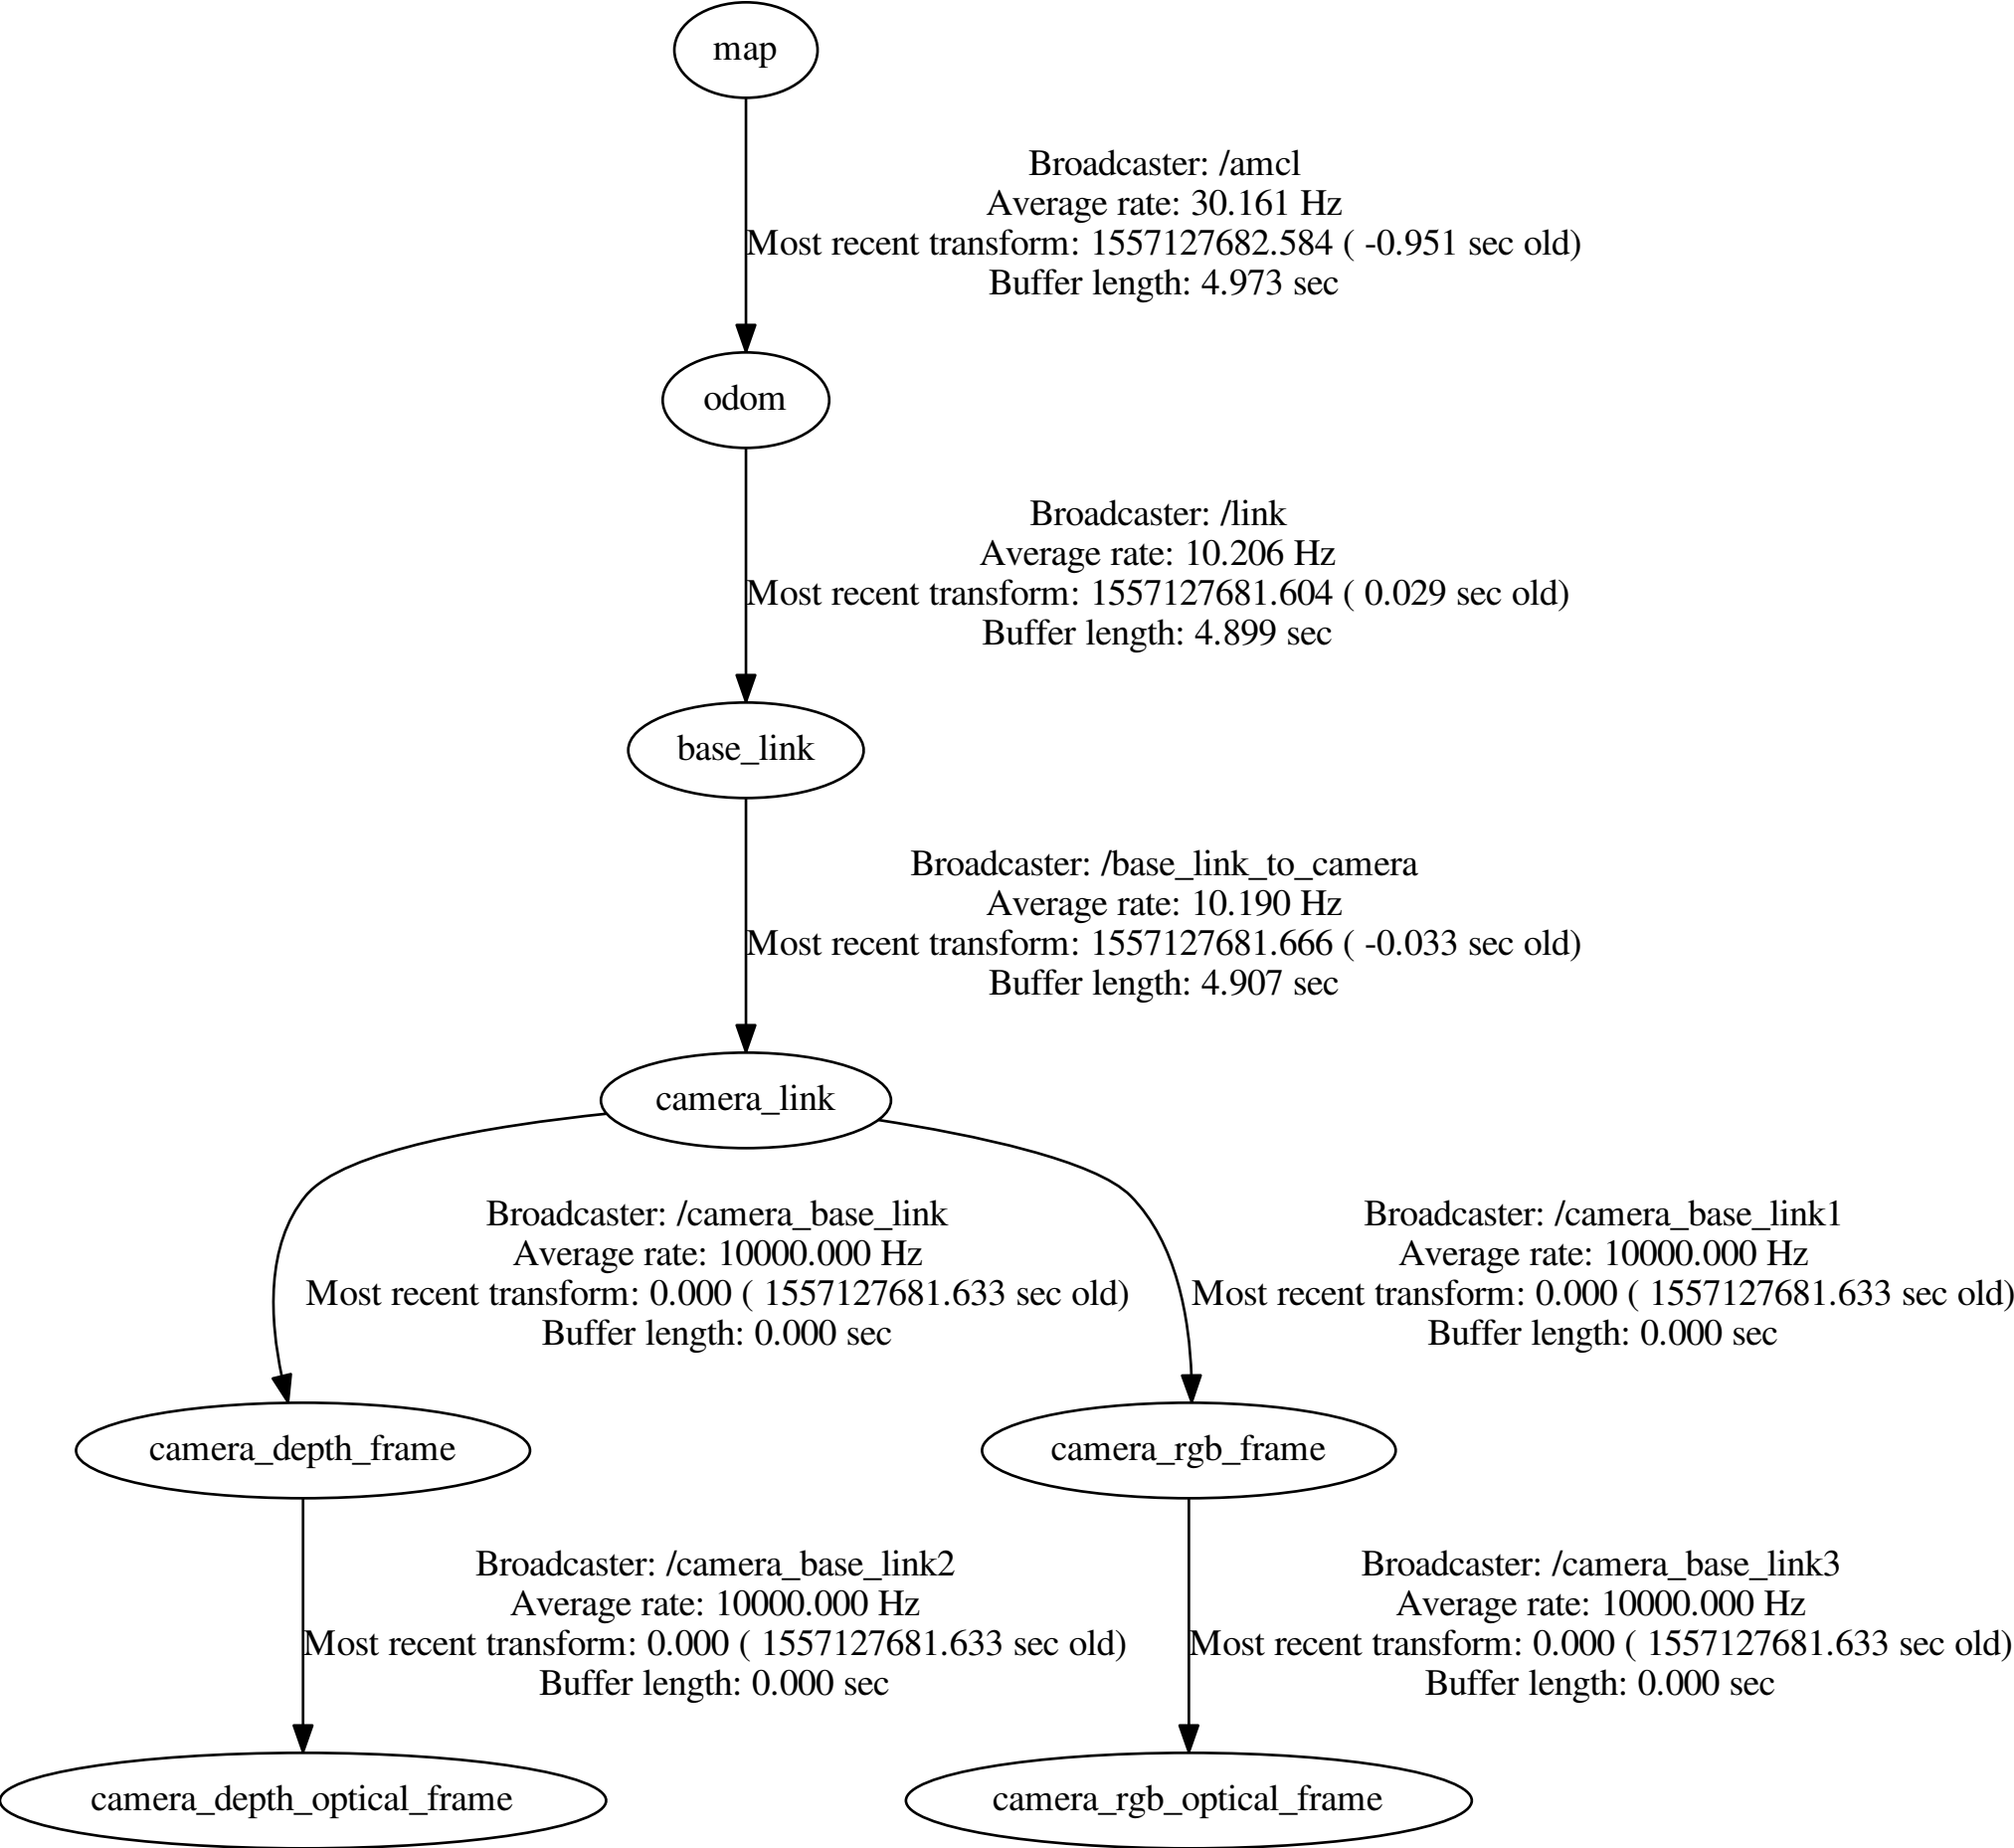 map
Broadcaster: /amcl
Average rate: 30.161 Hz
Most recent transform: 1557127682.584 ( -0.951 sec old)
Buffer length: 4.973 sec
odom
Broadcaster: /link
Average rate: 10.206 Hz
Most recent transform: 1557127681.604 ( 0.029 sec old)
Buffer length: 4.899 sec
base_link
Broadcaster: /base_link_to_camera
Average rate: 10.190 Hz
Most recent transform: 1557127681.666 ( -0.033 sec old)
Buffer length: 4.907 sec
camera_link
Broadcaster: /camera_base_link
Average rate: 10000.000 Hz
Most recent transform: 0.000 ( 1557127681.633 sec old)
Buffer length: 0.000 sec
Broadcaster: /camera_base_link1
Average rate: 10000.000 Hz
Most recent transform: 0.000 ( 1557127681.633 sec old)
Buffer length: 0.000 sec
camera_depth_frame
camera_rgb_frame
Broadcaster: /camera_base_link2
Average rate: 10000.000 Hz
Most recent transform: 0.000 ( 1557127681.633 sec old)
Buffer length: 0.000 sec
Broadcaster: /camera_base_link3
Average rate: 10000.000 Hz
Most recent transform: 0.000 ( 1557127681.633 sec old)
Buffer length: 0.000 sec
camera_depth_optical_frame
camera_rgb_optical_frame